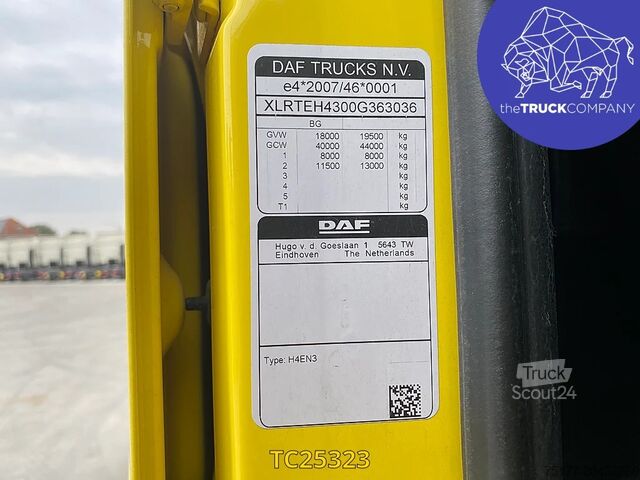 DAF TRUCKS N.V.
e4*2007/46*0001
XLRTEH4300G363036
BG
GVW 18000 19500 kg
GCW 40000 44000 kg
1 8000 8000 kg
2 11500 13000 kg
3 kg
4 kg
5 kg
T1 kg
DAF
Hugo v. d. Goeslaan 1 5643 TW
Eindhoven The Netherlands
Type: H4EN3
theTRUCKCOMPANY
Truck
Scout24
TC25323